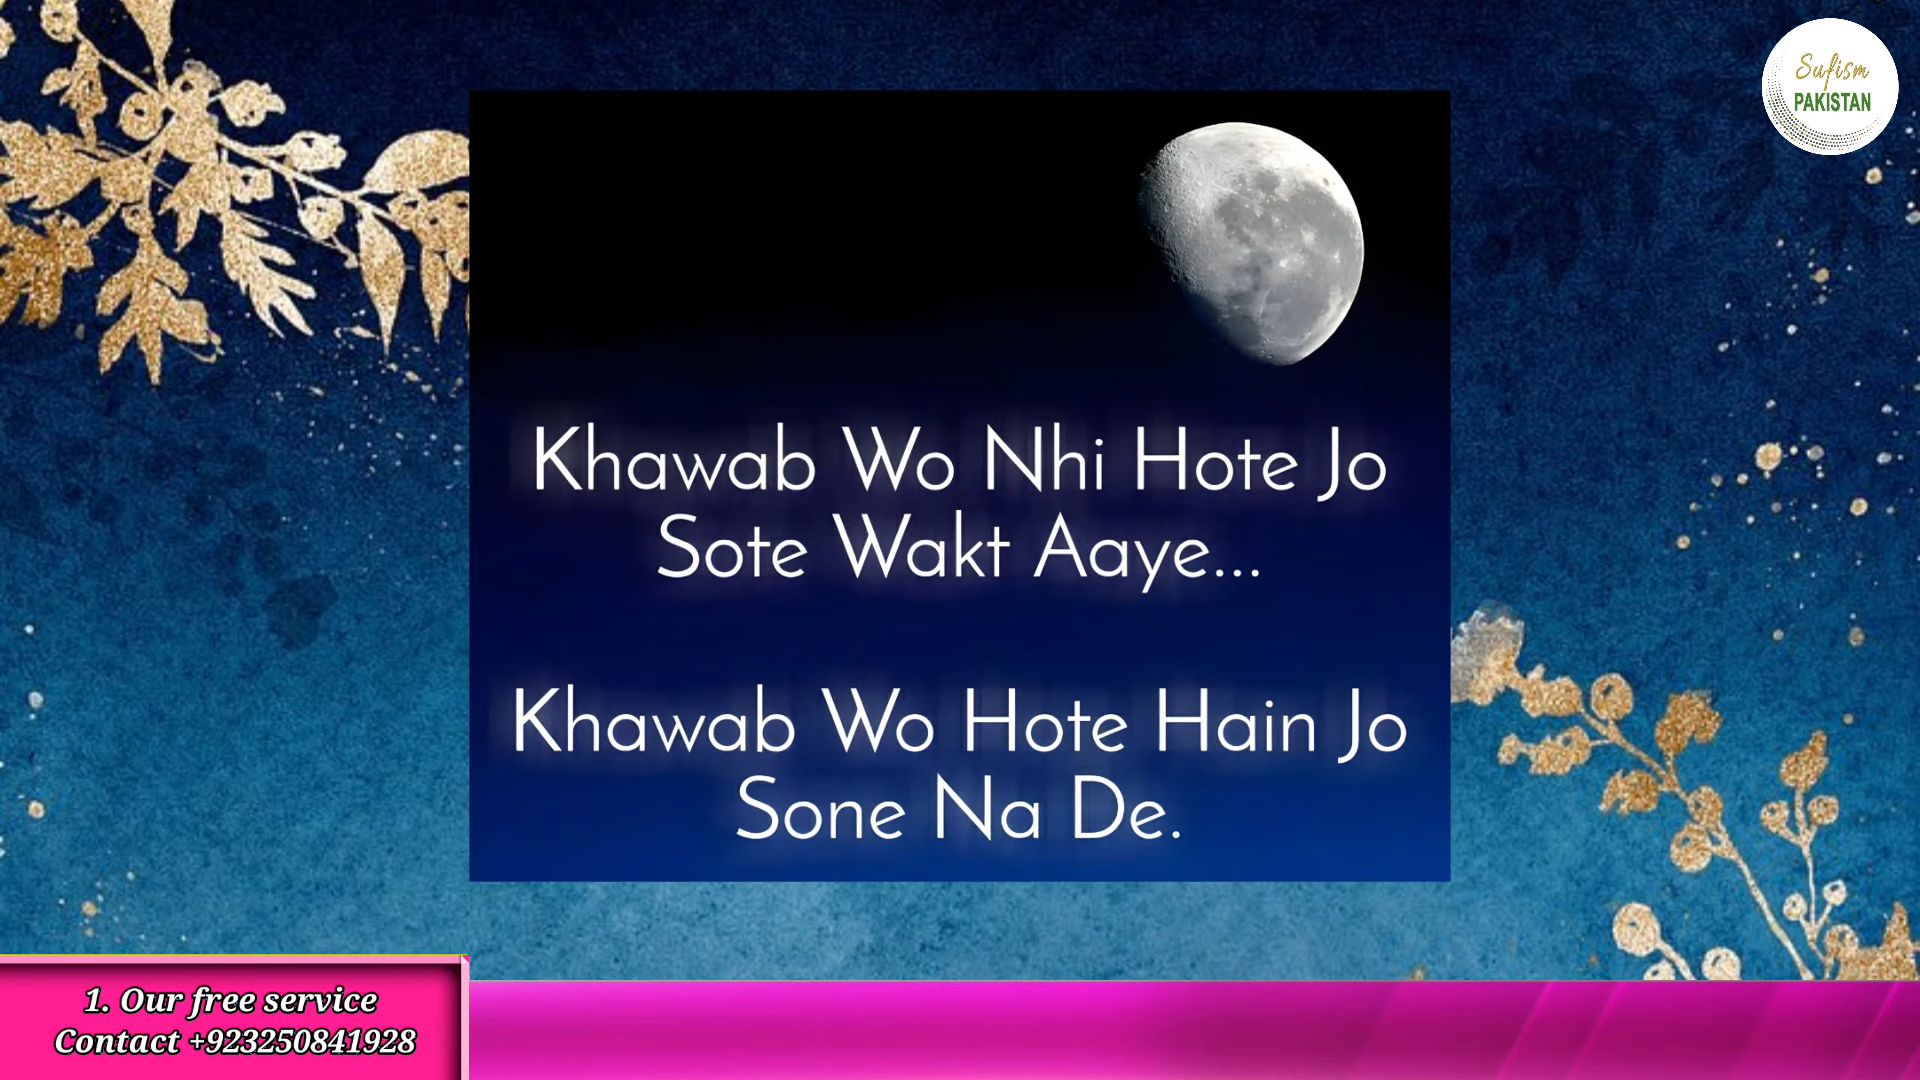 Sufism
PAKISTAN
Khawab Wo Nhi Hote Jo
Sote Wakt Aaye...
Khawab Wo Hote Hain Jo
Sone Na De.
1. Our free service
Contact +923250841928